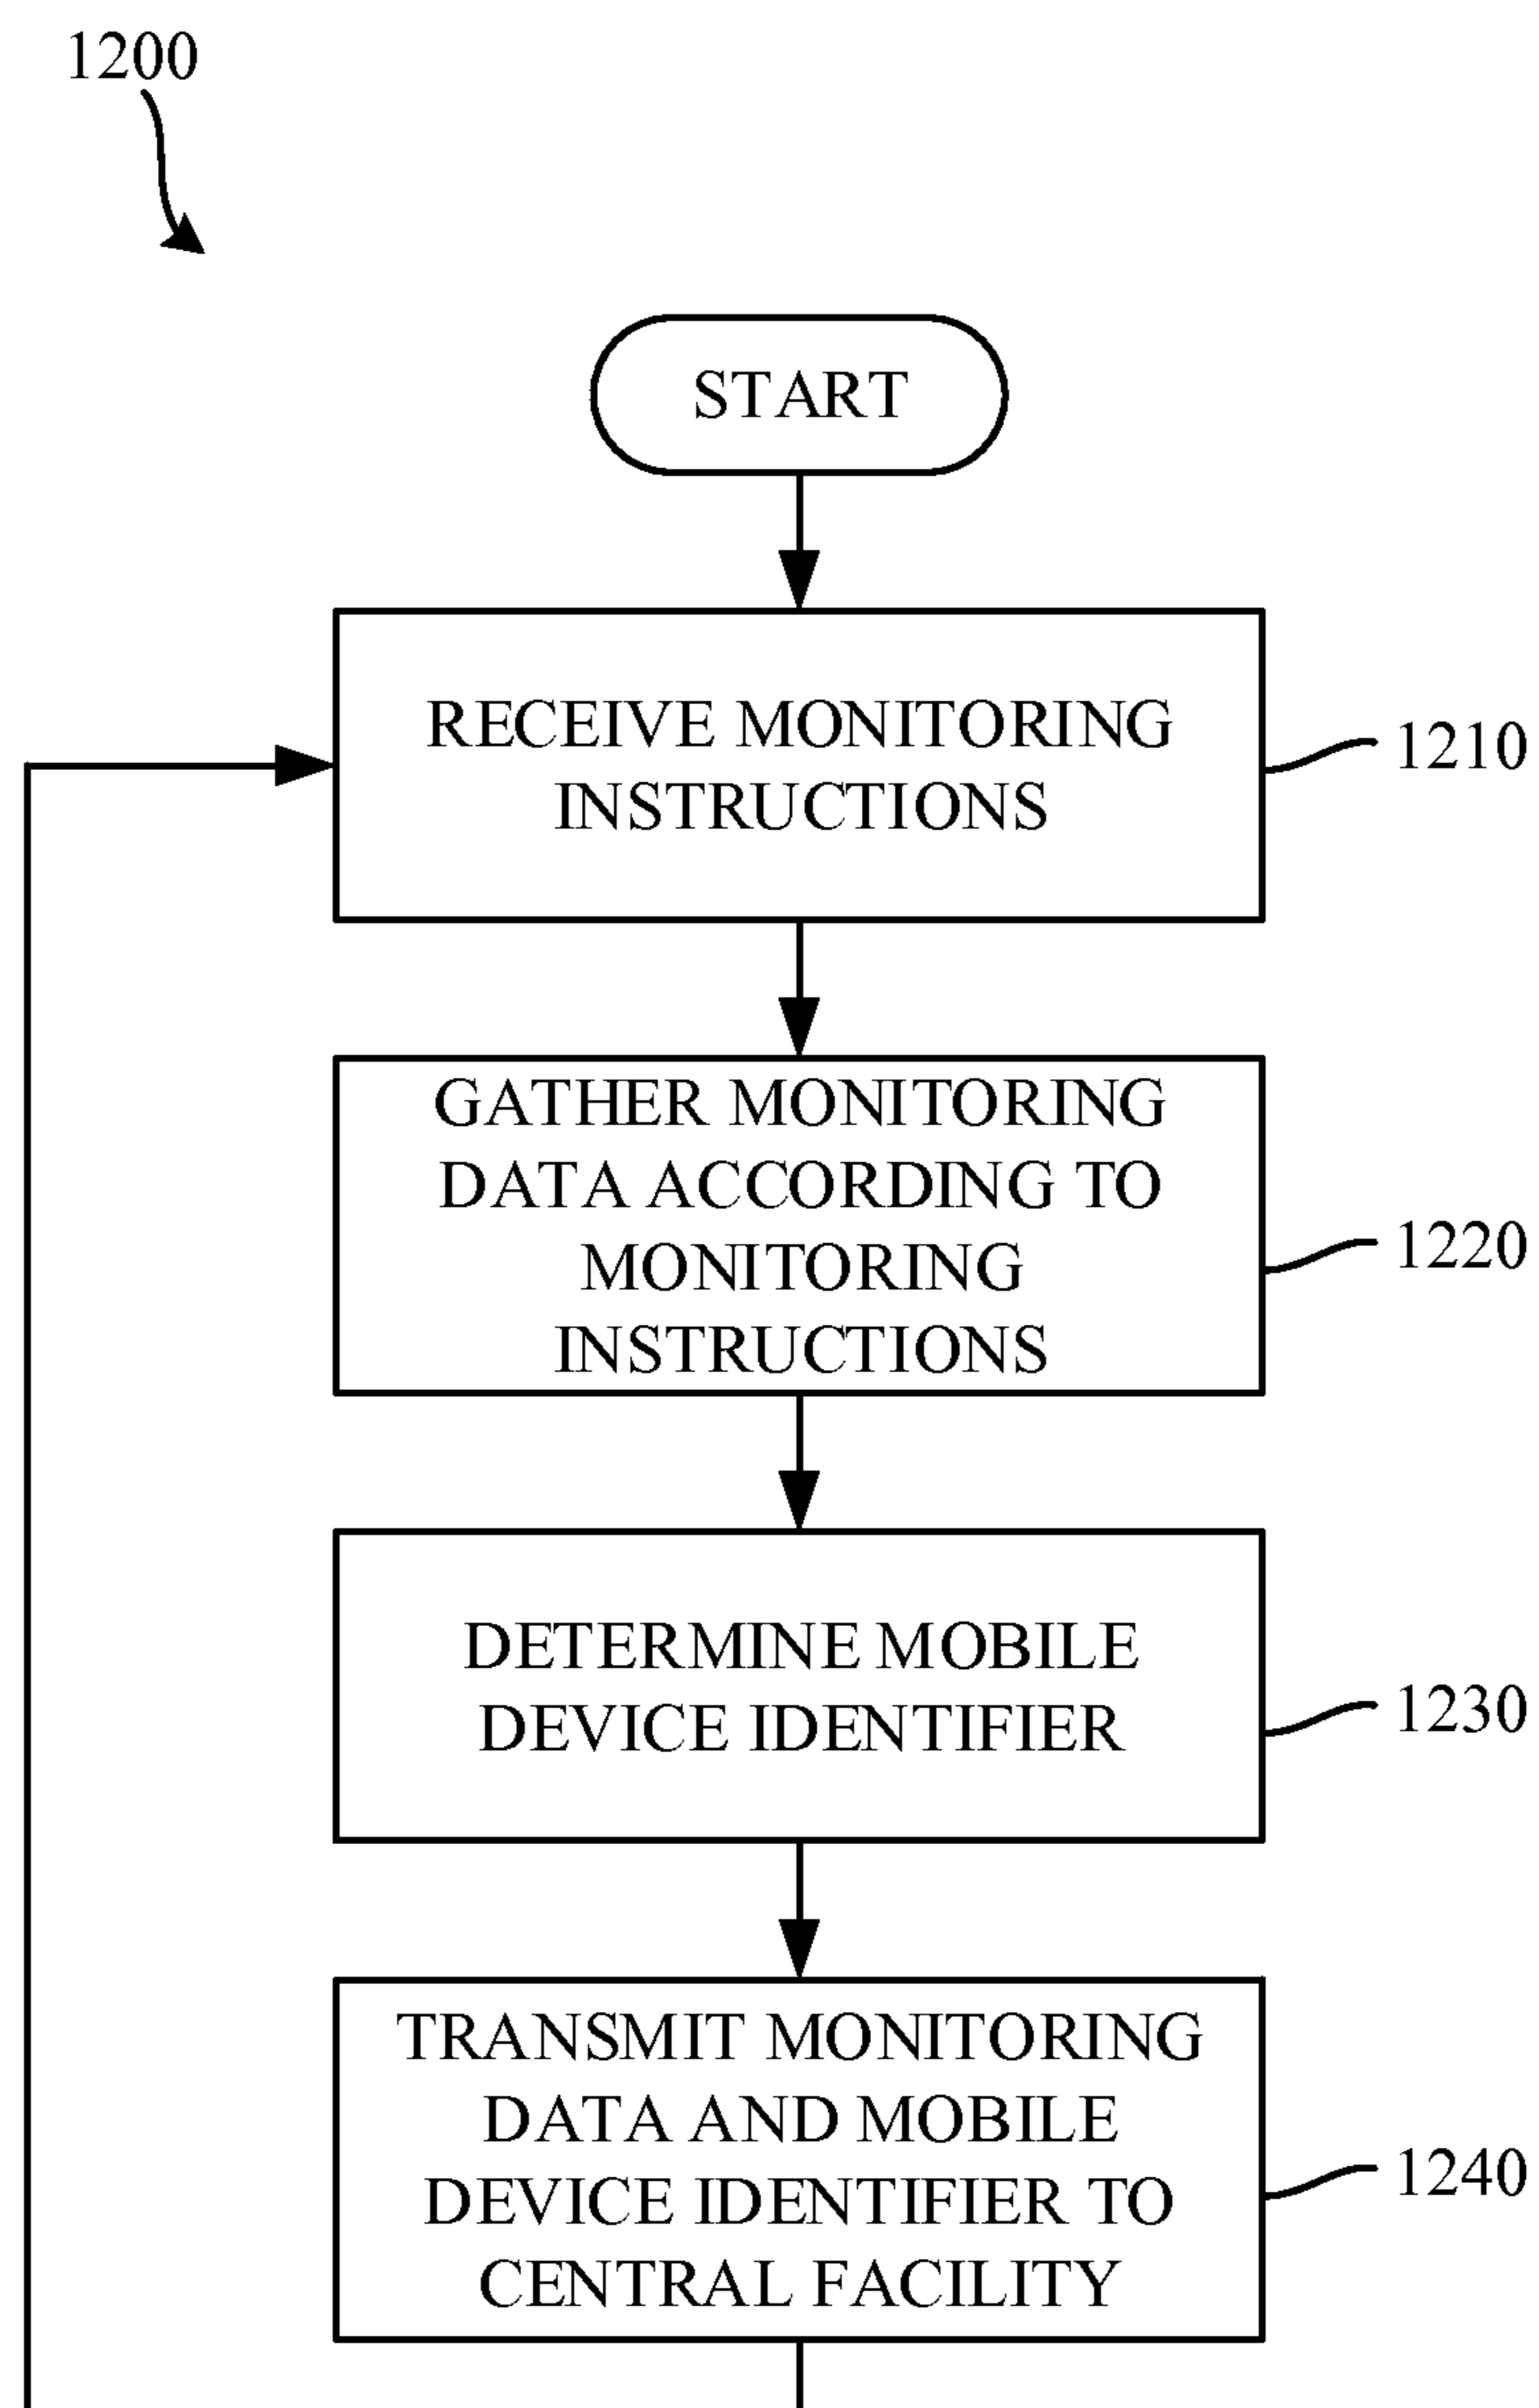 1200
START
RECEIVE MONITORING
INSTRUCTIONS
1210
GATHER MONITORING
DATA ACCORDING TO
MONITORING
INSTRUCTIONS
1220
DETERMINE MOBILE
DEVICE IDENTIFIER
1230
TRANSMIT MONITORING
DATA AND MOBILE
DEVICE IDENTIFIER TO
CENTRAL FACILITY
1240